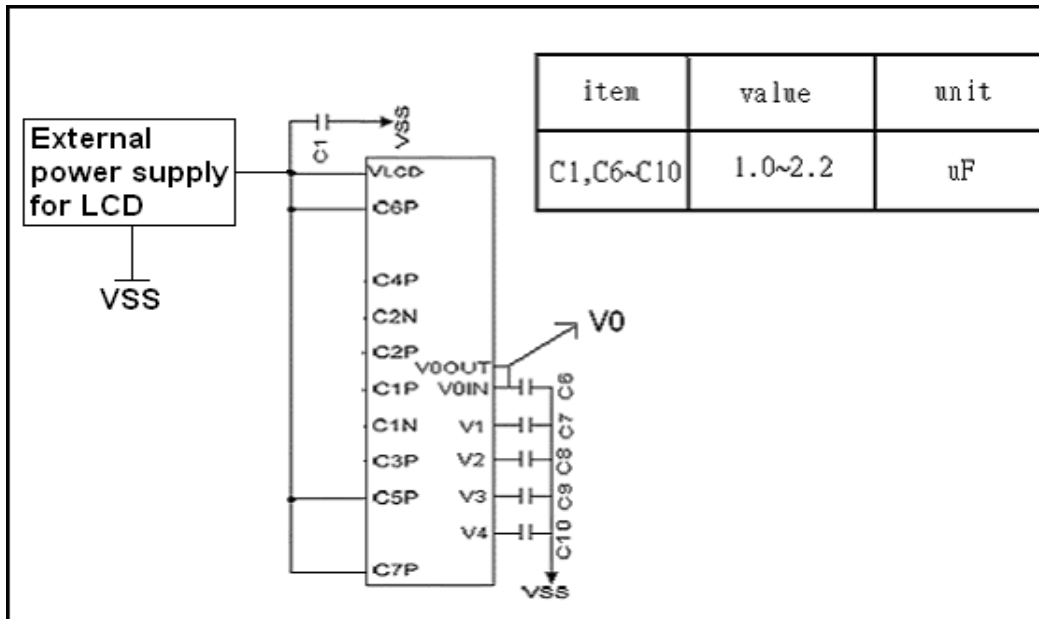 External
power supply
for LCD
VSS
C1
VSS
VLCD
C6P
C4P
C2N
C2P
C1P
C1N
C3P
C5P
C7P
V0OUT
V0IN
V1
V2
V3
V4
V0
C6
C7
C8
C9
C10
VSS
item value unit
C1,C6~C10 1.0~2.2 uF